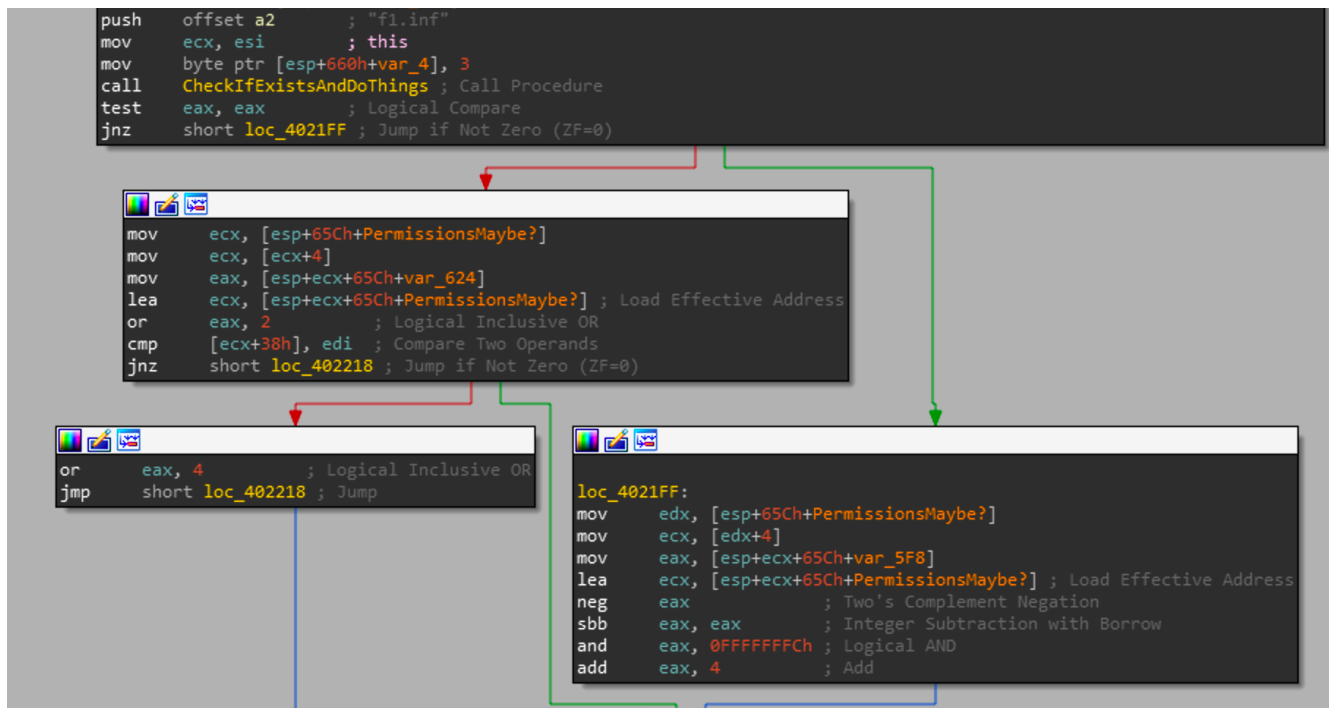 push offset a2 ; "f1.inf"
mov ecx, esi ; this
mov byte ptr [esp+660h+var_4], 3
call CheckIfExistsAndDoThings ; Call Procedure
test eax, eax ; Logical Compare
jnz short loc_4021FF ; Jump if Not Zero (ZF=0)
mov ecx, [esp+65Ch+PermissionsMaybe?]
mov ecx, [ecx+4]
mov eax, [esp+ecx+65Ch+var_624]
lea ecx, [esp+ecx+65Ch+PermissionsMaybe?] ; Load Effective Address
or eax, 2 ; Logical Inclusive OR
cmp [ecx+38h], edi ; Compare Two Operands
jnz short loc_402218 ; Jump if Not Zero (ZF=0)
or eax, 4 ; Logical Inclusive OR
jmp short loc_402218 ; Jump
loc_4021FF:
mov edx, [esp+65Ch+PermissionsMaybe?]
mov ecx, [edx+4]
mov eax, [esp+ecx+65Ch+var_5F8]
lea ecx, [esp+ecx+65Ch+PermissionsMaybe?] ; Load Effective Address
neg eax ; Two's Complement Negation
sbb eax, eax ; Integer Subtraction with Borrow
and eax, 0FFFFFFFCh ; Logical AND
add eax, 4 ; Add